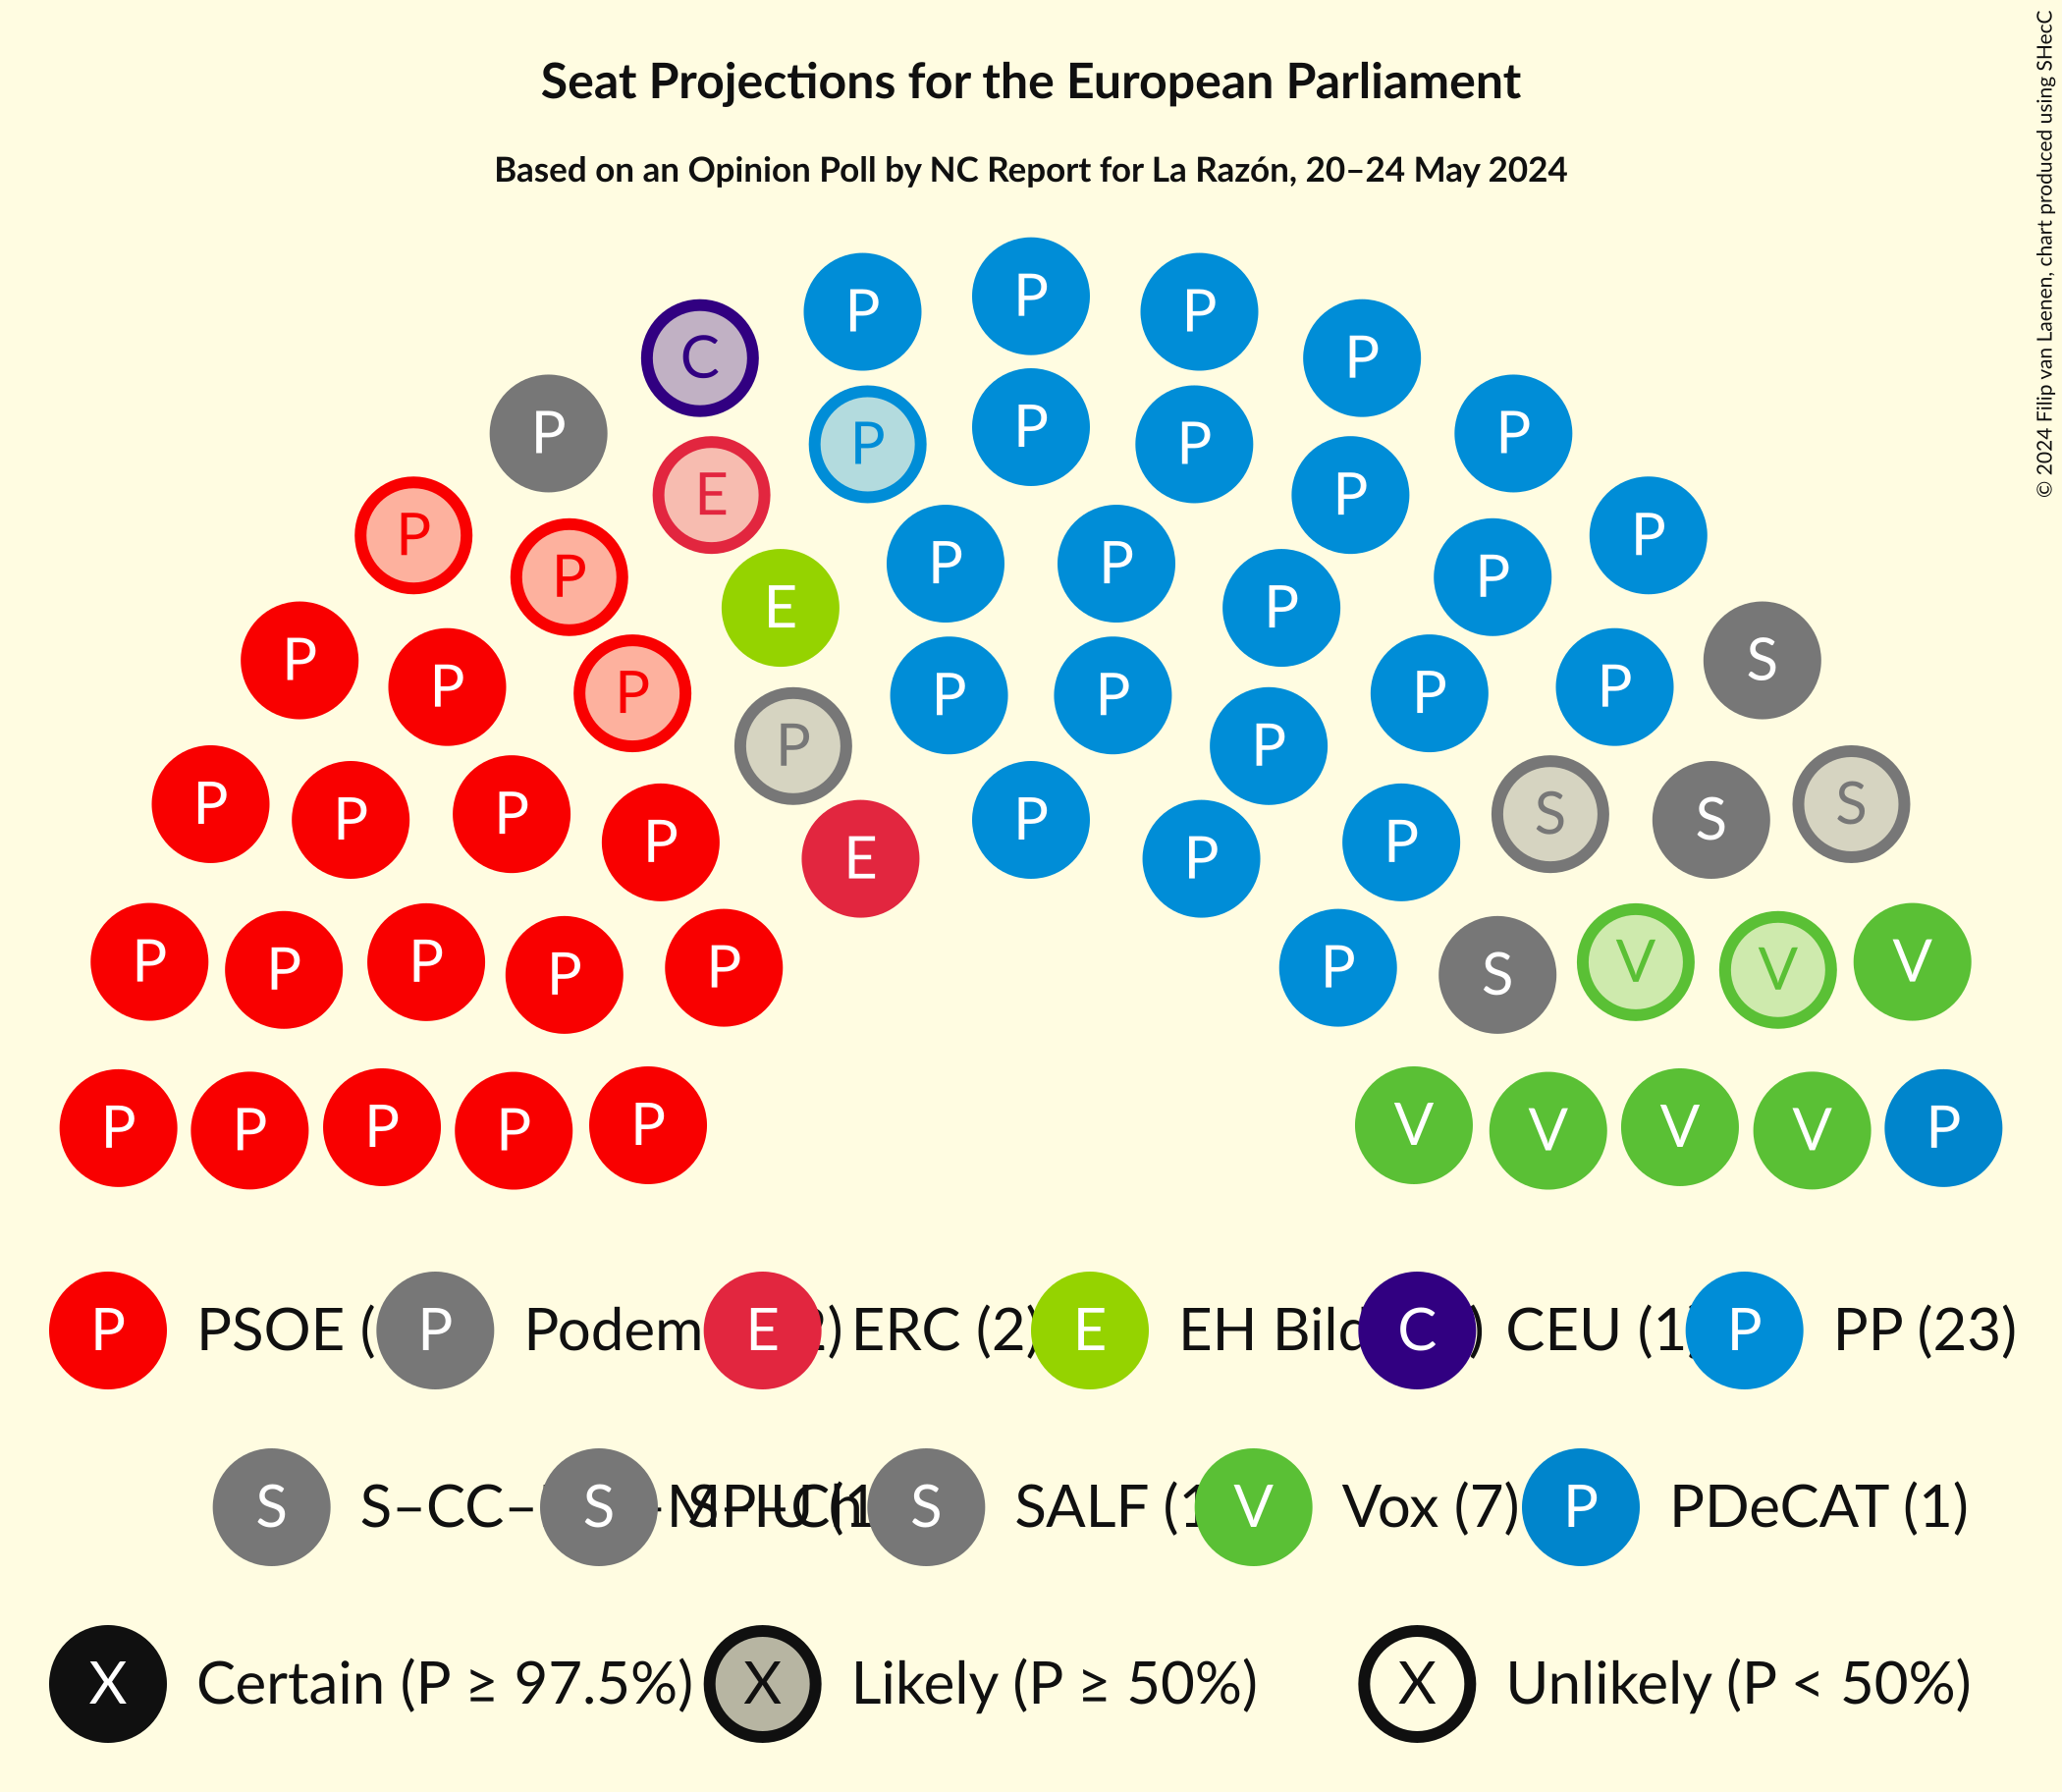 Seat Projections for the European Parliament
Based on an Opinion Poll by NC Report for La Razón, 20–24 May 2024
© 2024 Filip van Laenen, chart produced using SHecC
P P P
C P
P P P P P
E P
P P
P P P
P P P P
E P
P P P P
P P P S
P P P
P P P P S S S
P P E P P
P P P P P P S V V V
P P P P P V V V V P
P PSOE ( P Podem E 2) ERC (2) E EH Bild C ) CEU (1) P PP (23)
S S–CC– S S SALF (1 V Vox (7) P PDeCAT (1)
X Certain (P ≥ 97.5%) X Likely (P ≥ 50%) X Unlikely (P < 50%)